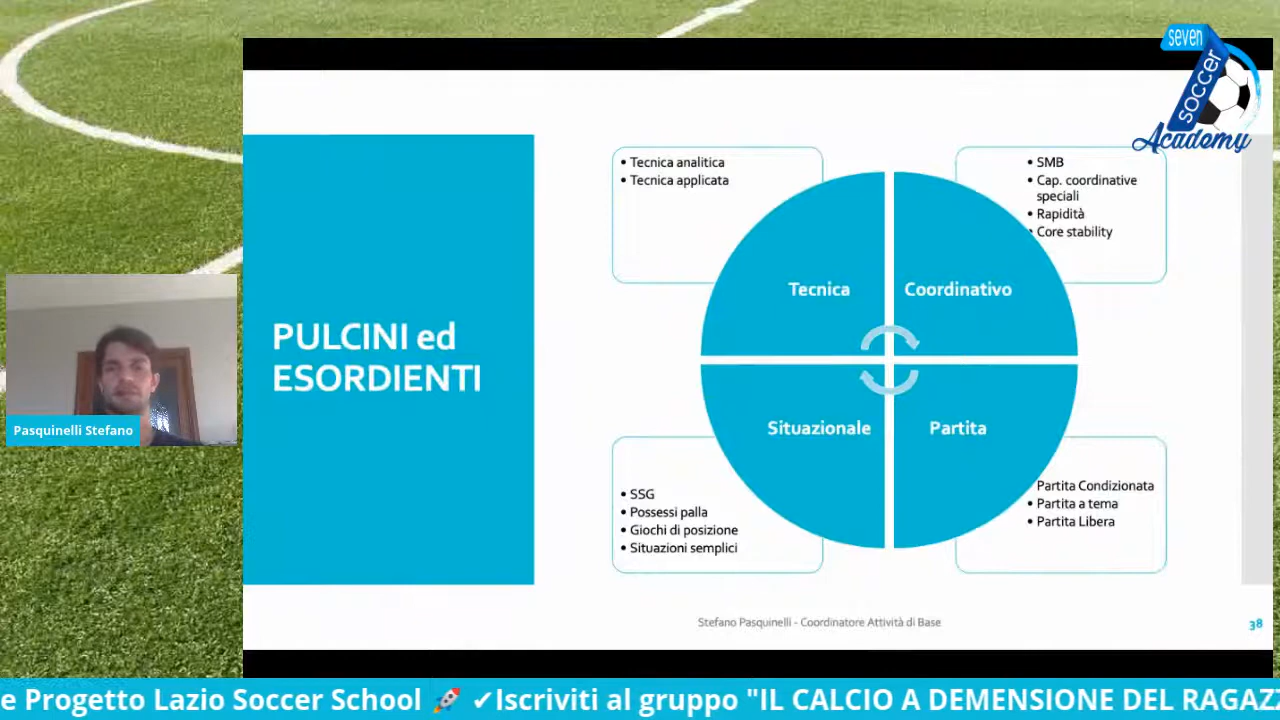 seven
SOCCER
Academy
PULCINI ed
ESORDIENTI
• Tecnica analitica
• Tecnica applicata
• SMB
• Cap. coordinative
speciali
• Rapidità
• Core stability
Tecnica
Coordinativo
Situazionale
Partita
• SSG
• Possessi palla
• Giochi di posizione
• Situazioni semplici
Partita Condizionata
• Partita a tema
• Partita Libera
Pasquinelli Stefano
Stefano Pasquinelli - Coordinatore Attività di Base
38
e Progetto Lazio Soccer School 🚀 ✔Iscriviti al gruppo "IL CALCIO A DEMENSIONE DEL RAGAZZ